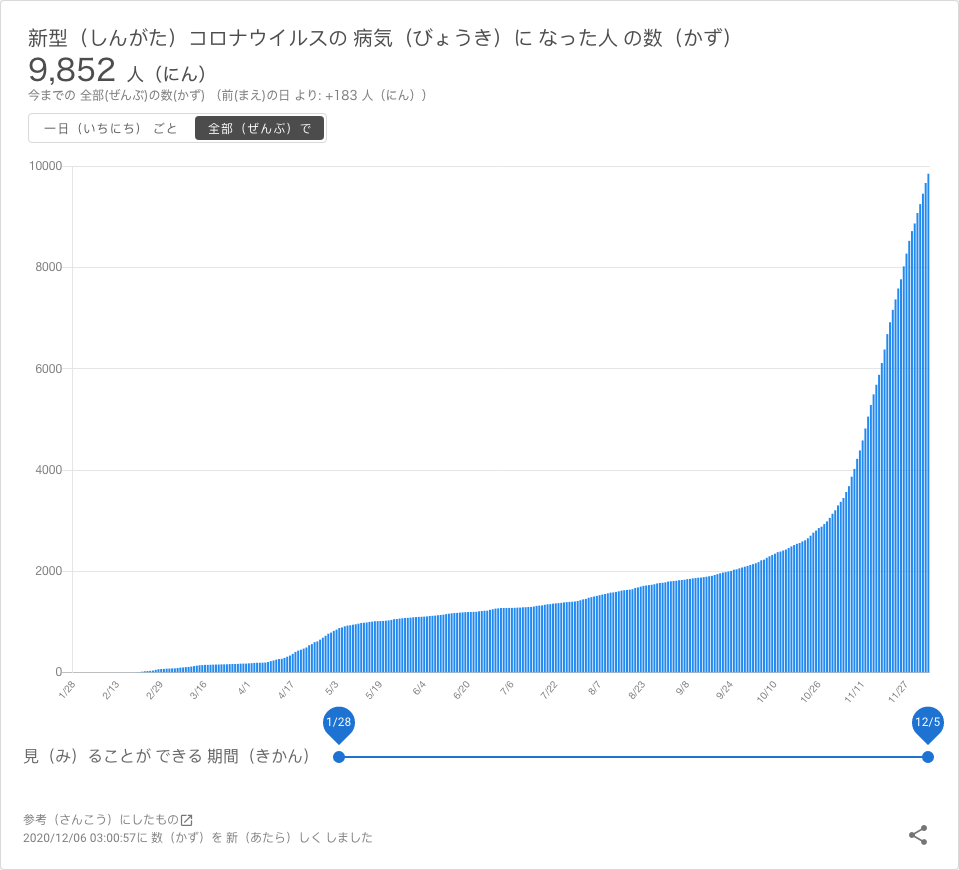 新型（しんがた）コロナウイルスの 病気（びょうき）に なった人 の数（かず）
9,852 人（にん）
今までの 全部(ぜんぶ)の数(かず) （前(まえ)の日 より: +183 人（にん））
一日（いちにち） ごと 全部（ぜんぶ）で
10000
8000
6000
4000
2000
0
1/28 2/13 2/29 3/16 4/1 4/17 5/3 5/19 6/4 6/20 7/6 7/22 8/7 8/23 9/8 9/24 10/10 10/26 11/11 11/27
1/28 12/5
見（み）ることが できる 期間（きかん）
参考（さんこう）にしたもの
2020/12/06 03:00:57に 数（かず）を 新（あたら）しく しました